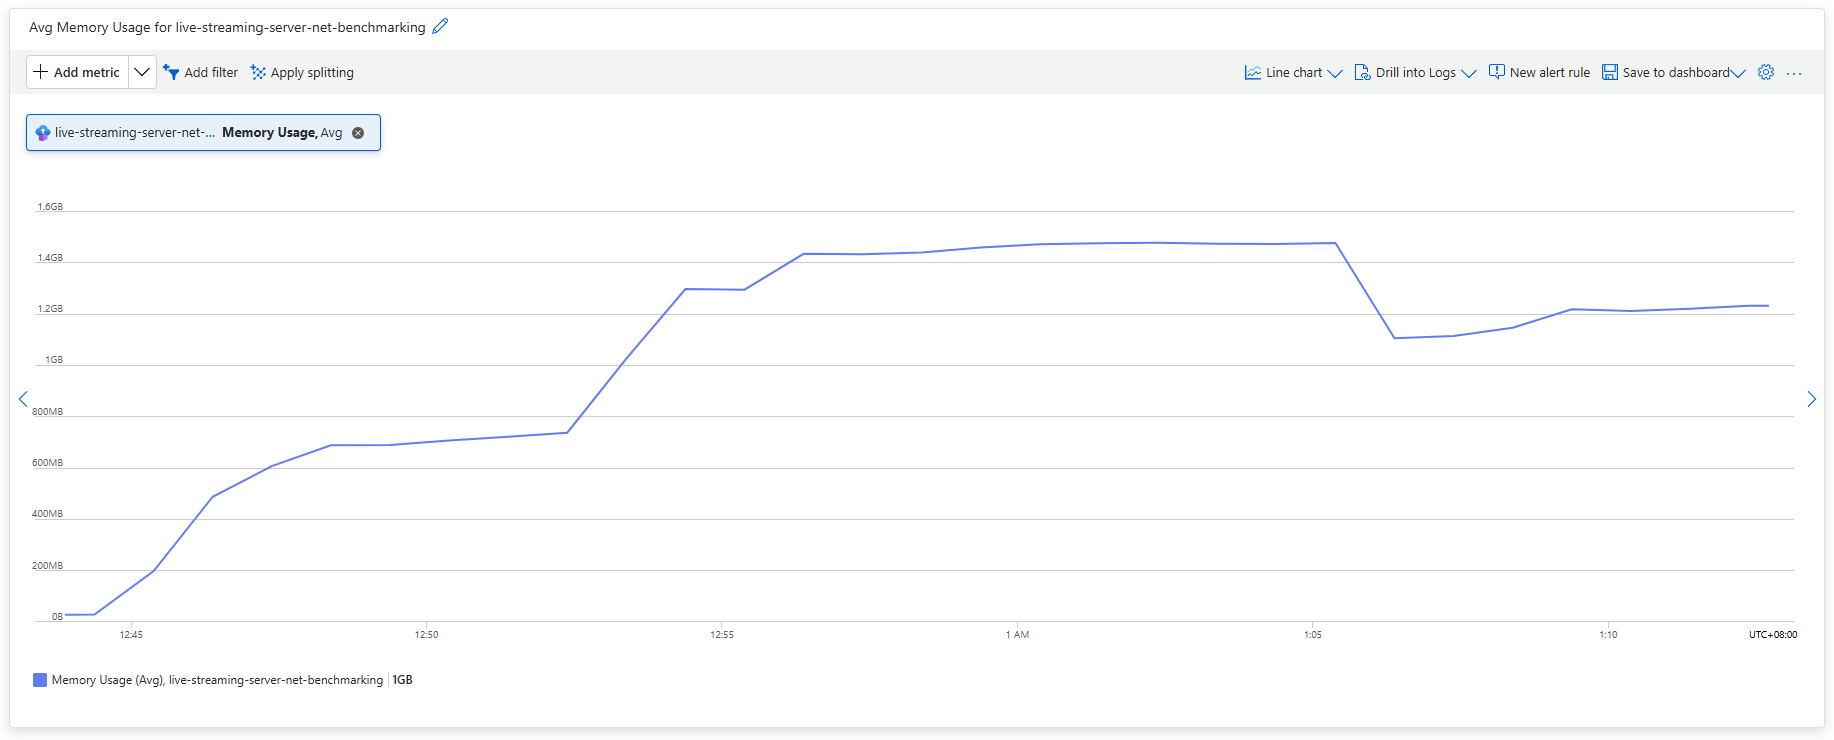 Avg Memory Usage for live-streaming-server-net-benchmarking
Add metric Add filter Apply splitting Line chart Drill into Logs New alert rule Save to dashboard ...
live-streaming-server-net-... Memory Usage, Avg
1.6GB
1.4GB
1.2GB
1GB
800MB
600MB
400MB
200MB
0B
12:45 12:50 12:55 1 AM 1:05 1:10 UTC+08:00
Memory Usage (Avg), live-streaming-server-net-benchmarking 1GB